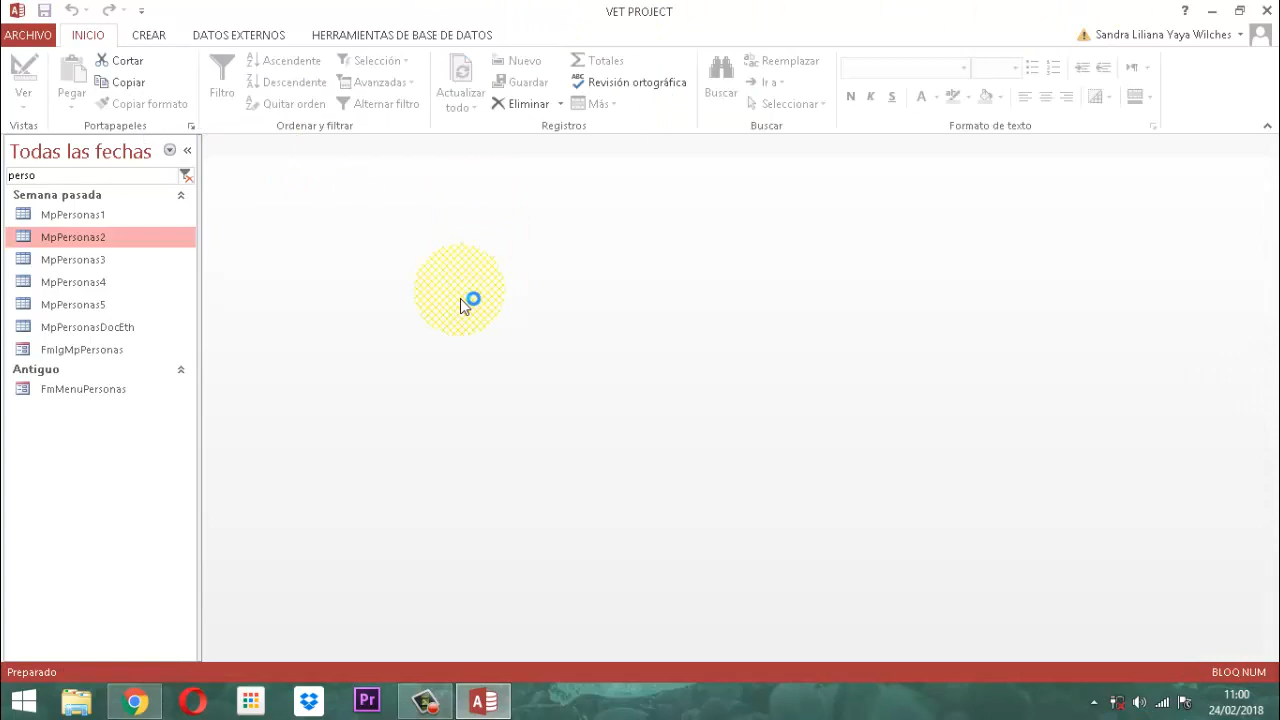 VET PROJECT
?
ARCHIVO INICIO CREAR DATOS EXTERNOS HERRAMIENTAS DE BASE DE DATOS Sandra Liliana Yaya Wilches
Ver
Vistas
Pegar
Cortar
Copiar
Copiar formato
Portapapeles
Filtro
Ascendente
Descendente
Quitar orden
Selección
Avanzadas
Alternar filtro
Ordenar y filtrar
Actualizar
todo
Nuevo
Guardar
Eliminar
Totales
Revisión ortográfica
Más
Registros
Buscar
Reemplazar
Ir a
Seleccionar
Buscar
N K S A
Formato de texto
Todas las fechas
perso
Semana pasada
MpPersonas1
MpPersonas2
MpPersonas3
MpPersonas4
MpPersonas5
MpPersonasDocEth
FmIgMpPersonas
Antiguo
FmMenuPersonas
Preparado BLOQ NUM
Pr
11:00
24/02/2018